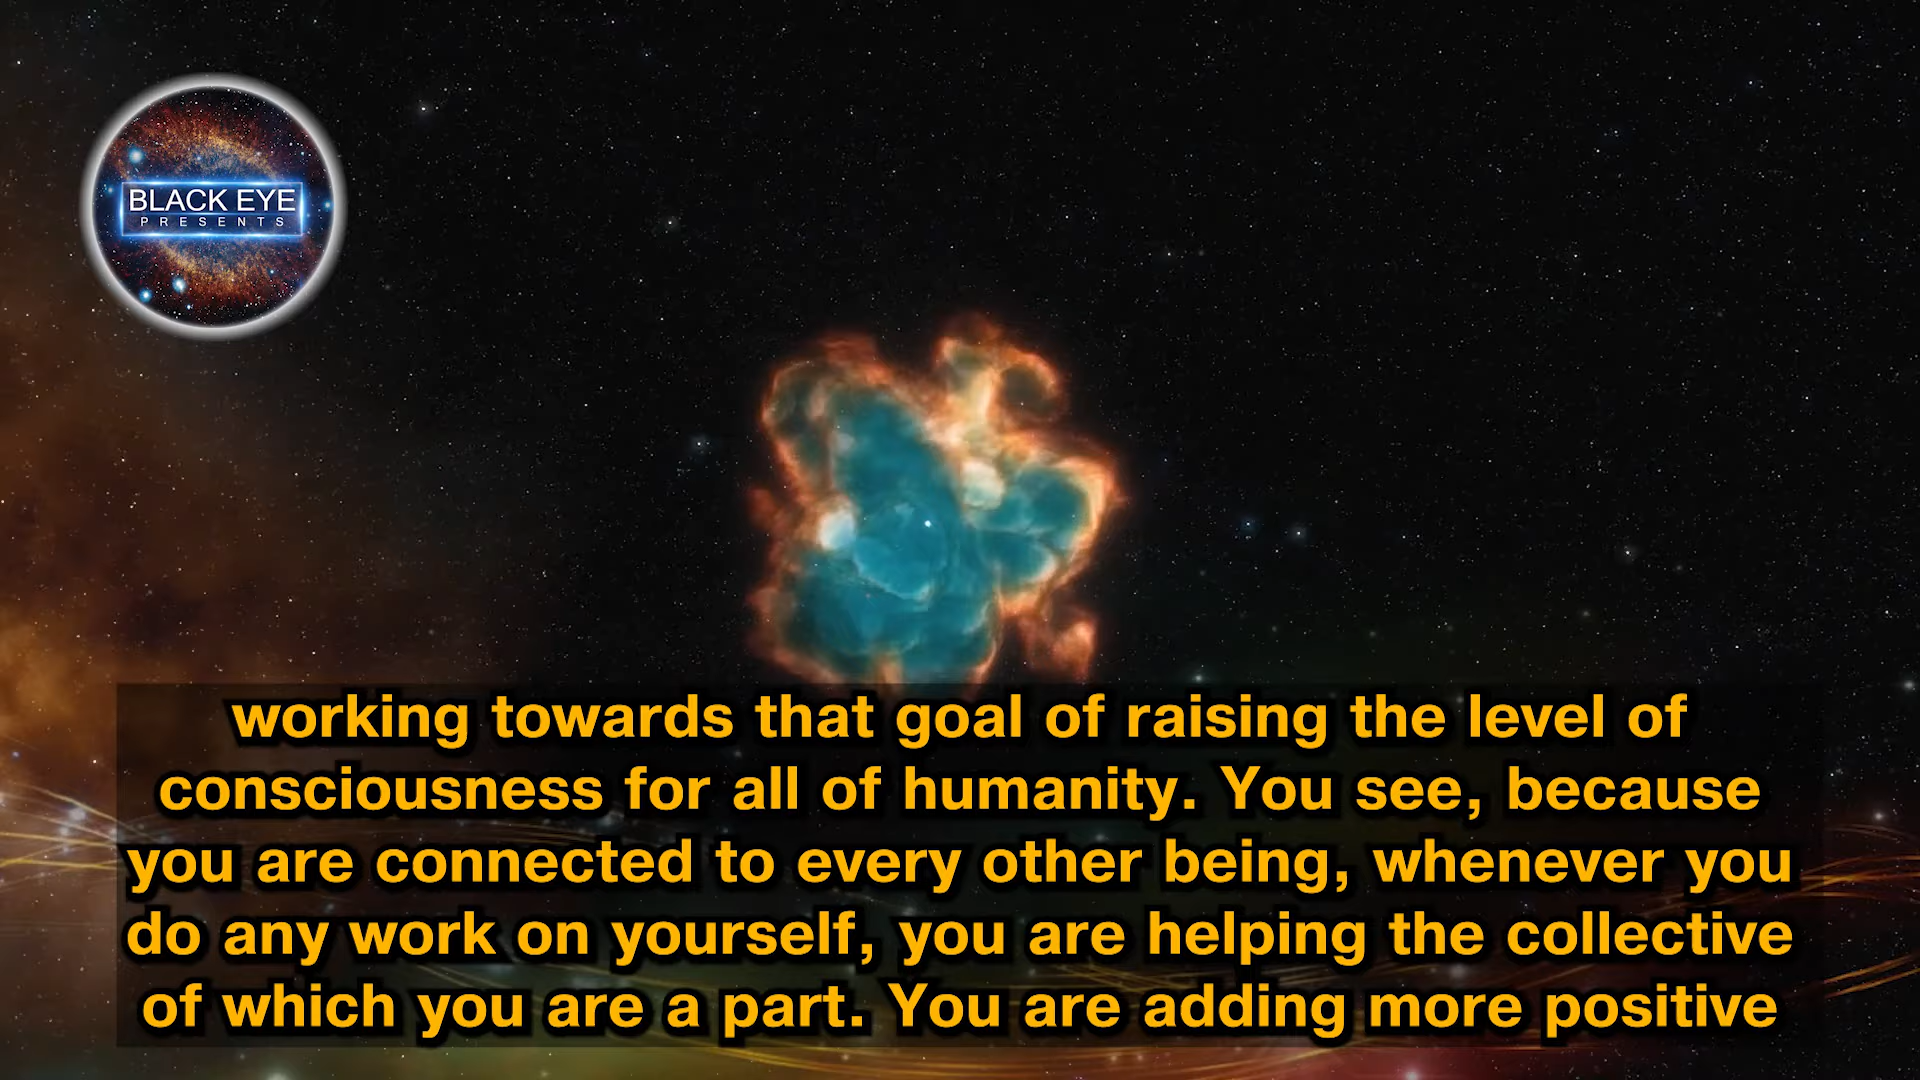 BLACK EYE
PRESENTS
working towards that goal of raising the level of
consciousness for all of humanity. You see, because
you are connected to every other being, whenever you
do any work on yourself, you are helping the collective
of which you are a part. You are adding more positive